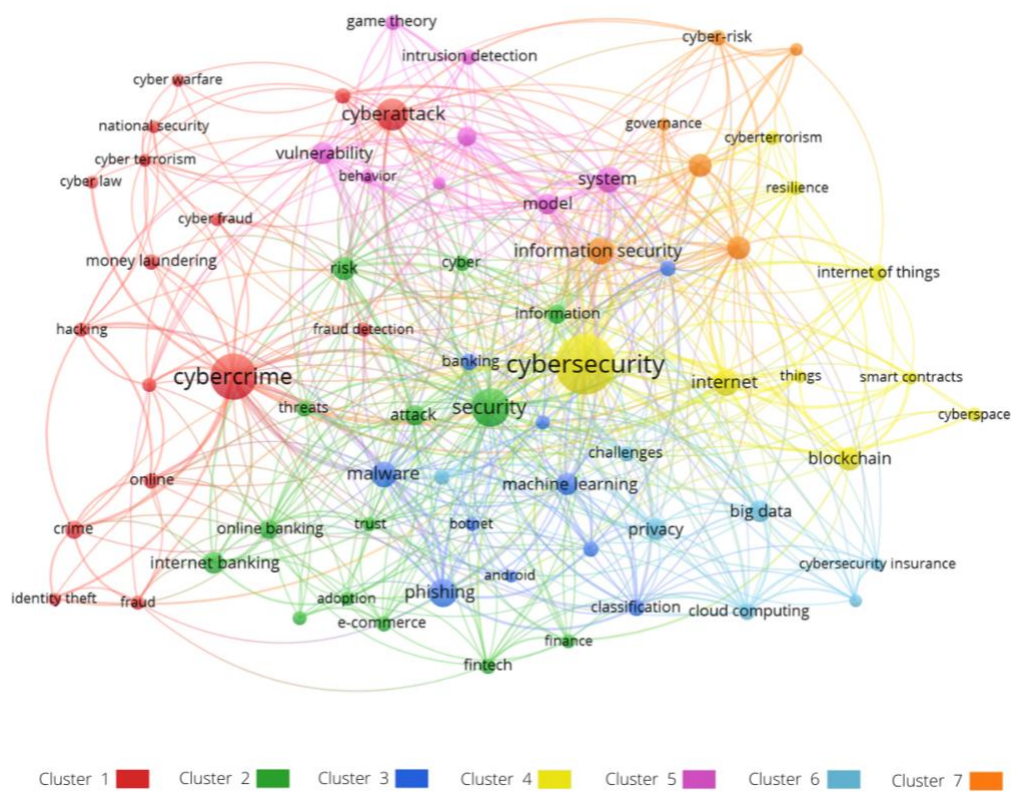 game theory
cyber-risk
intrusion detection
cyber warfare
cyberattack
national security
governance
cyberterrorism
vulnerability
cyber terrorism
behavior
cyber law
system
resilience
model
cyber fraud
information security
money laundering
risk
cyber
internet of things
information
hacking
fraud detection
banking
cybersecurity
cybercrime
internet
things
smart contracts
threats
attack
security
cyberspace
challenges
blockchain
malware
machine learning
online
big data
crime
online banking
trust
botnet
privacy
internet banking
cybersecurity insurance
android
identity theft
fraud
adoption
phishing
classification
cloud computing
e-commerce
finance
fintech
Cluster 1
Cluster 2
Cluster 3
Cluster 4
Cluster 5
Cluster 6
Cluster 7